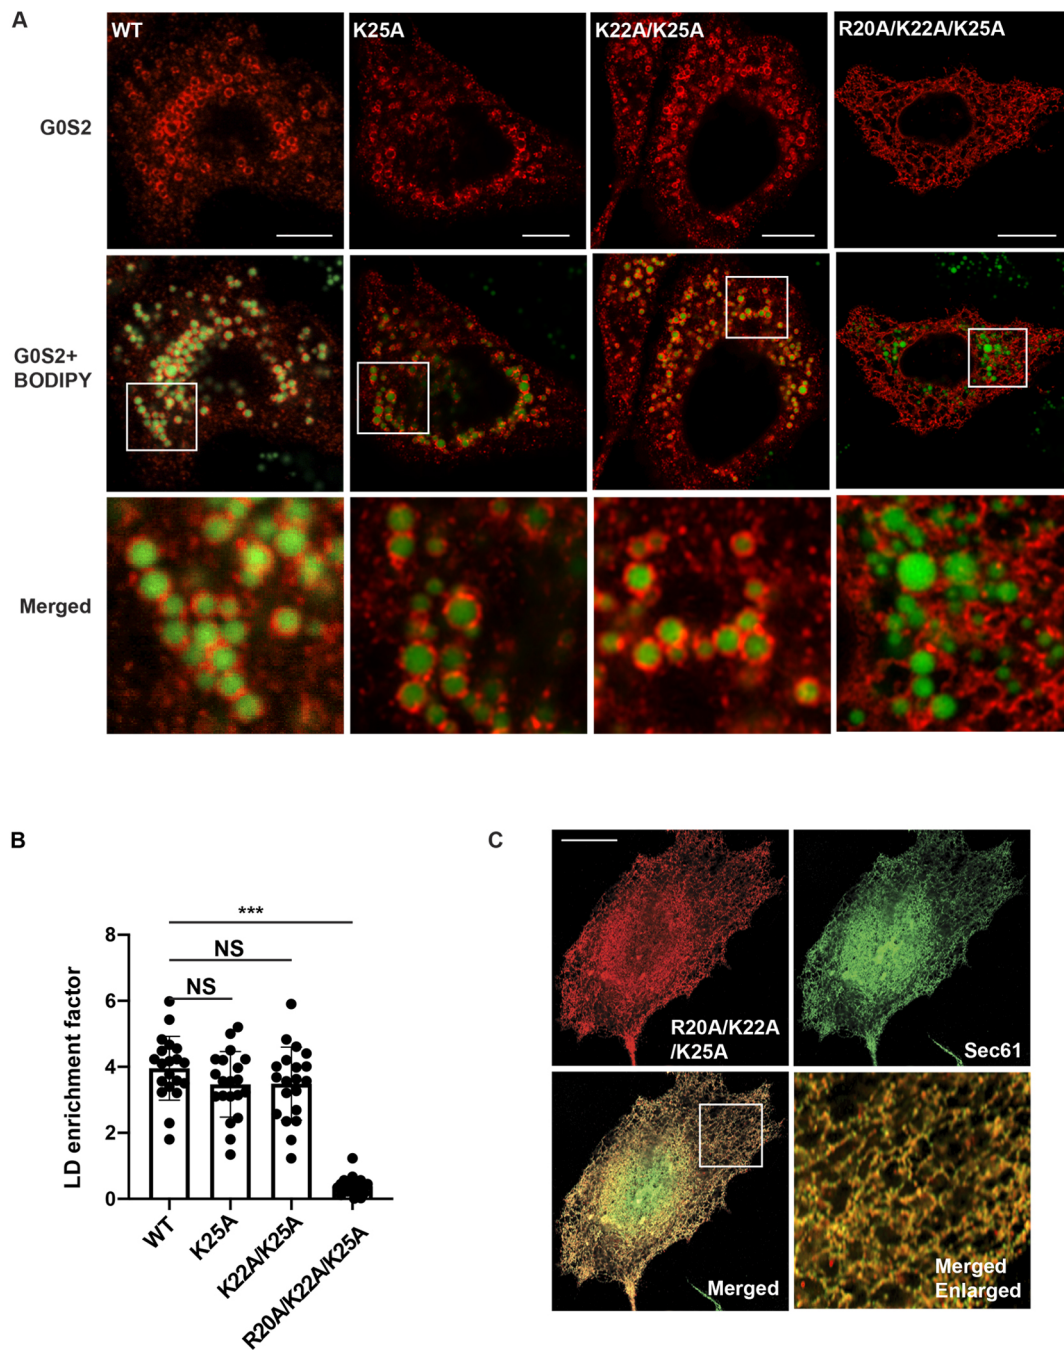 A
WT
K25A
K22A/K25A
R20A/K22A/K25A
G0S2
G0S2+
BODIPY
Merged
B
***
NS
NS
8
6
4
2
0
LD enrichment factor
WT
K25A
K22A/K25A
R20A/K22A/K25A
C
R20A/K22A
/K25A
Sec61
Merged
Merged
Enlarged